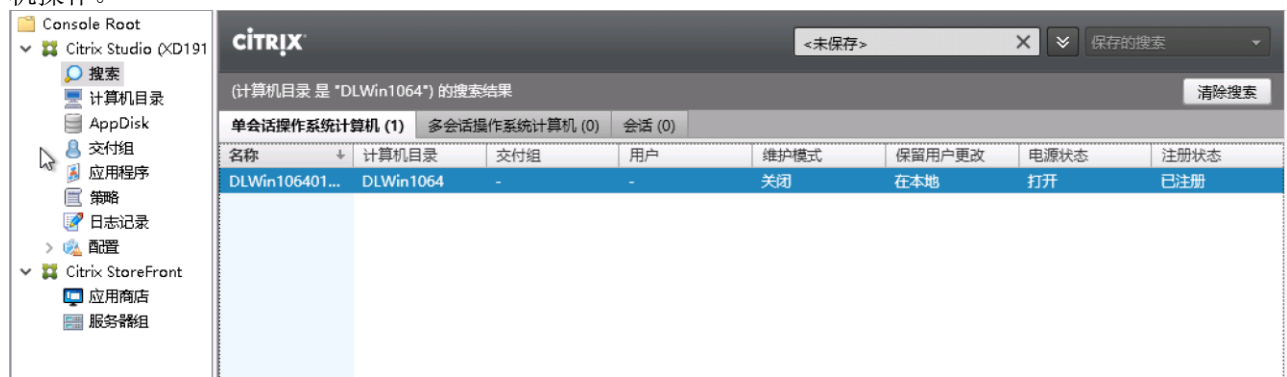 机操作。
Console Root
Citrix Studio (XD191
搜索
计算机目录
AppDisk
交付组
应用程序
策略
日志记录
配置
Citrix StoreFront
应用商店
服务器组
CİTRIX
<未保存>
保存的搜索
(计算机目录 是 "DLWin1064") 的搜索结果
清除搜索
单会话操作系统计算机 (1) 多会话操作系统计算机 (0) 会话 (0)
名称 计算机目录 交付组 用户 维护模式 保留用户更改 电源状态 注册状态
DLWin106401... DLWin1064 - - 关闭 在本地 打开 已注册